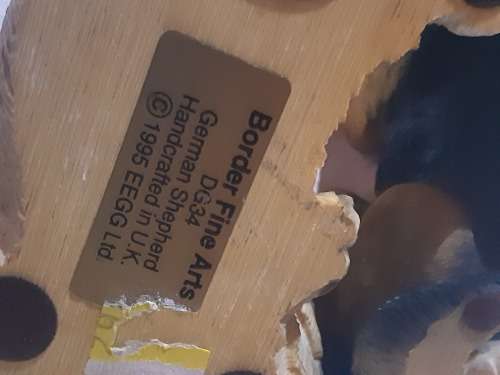 Border Fine Arts
DG34
German Shepherd
Handcrafted in U.K.
© 1995 EEGG Ltd